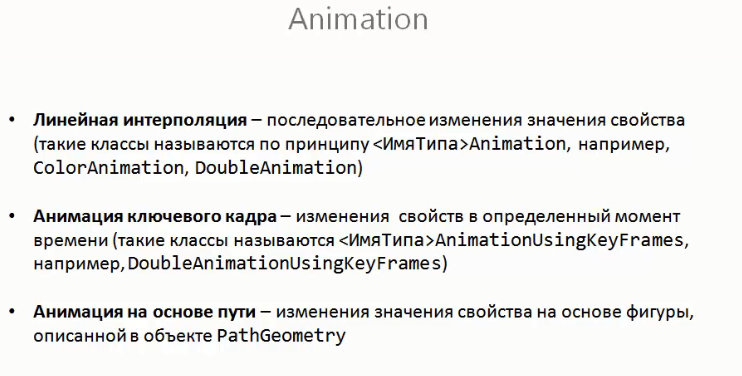 Animation
• Линейная интерполяция – последовательное изменения значения свойства
(такие классы называются по принципу <ИмяТипа>Animation, например,
ColorAnimation, DoubleAnimation)
• Анимация ключевого кадра – изменения свойств в определенный момент
времени (такие классы называются <ИмяТипа>AnimationUsingKeyFrames,
например, DoubleAnimationUsingKeyFrames)
• Анимация на основе пути – изменения значения свойства на основе фигуры,
описанной в объекте PathGeometry